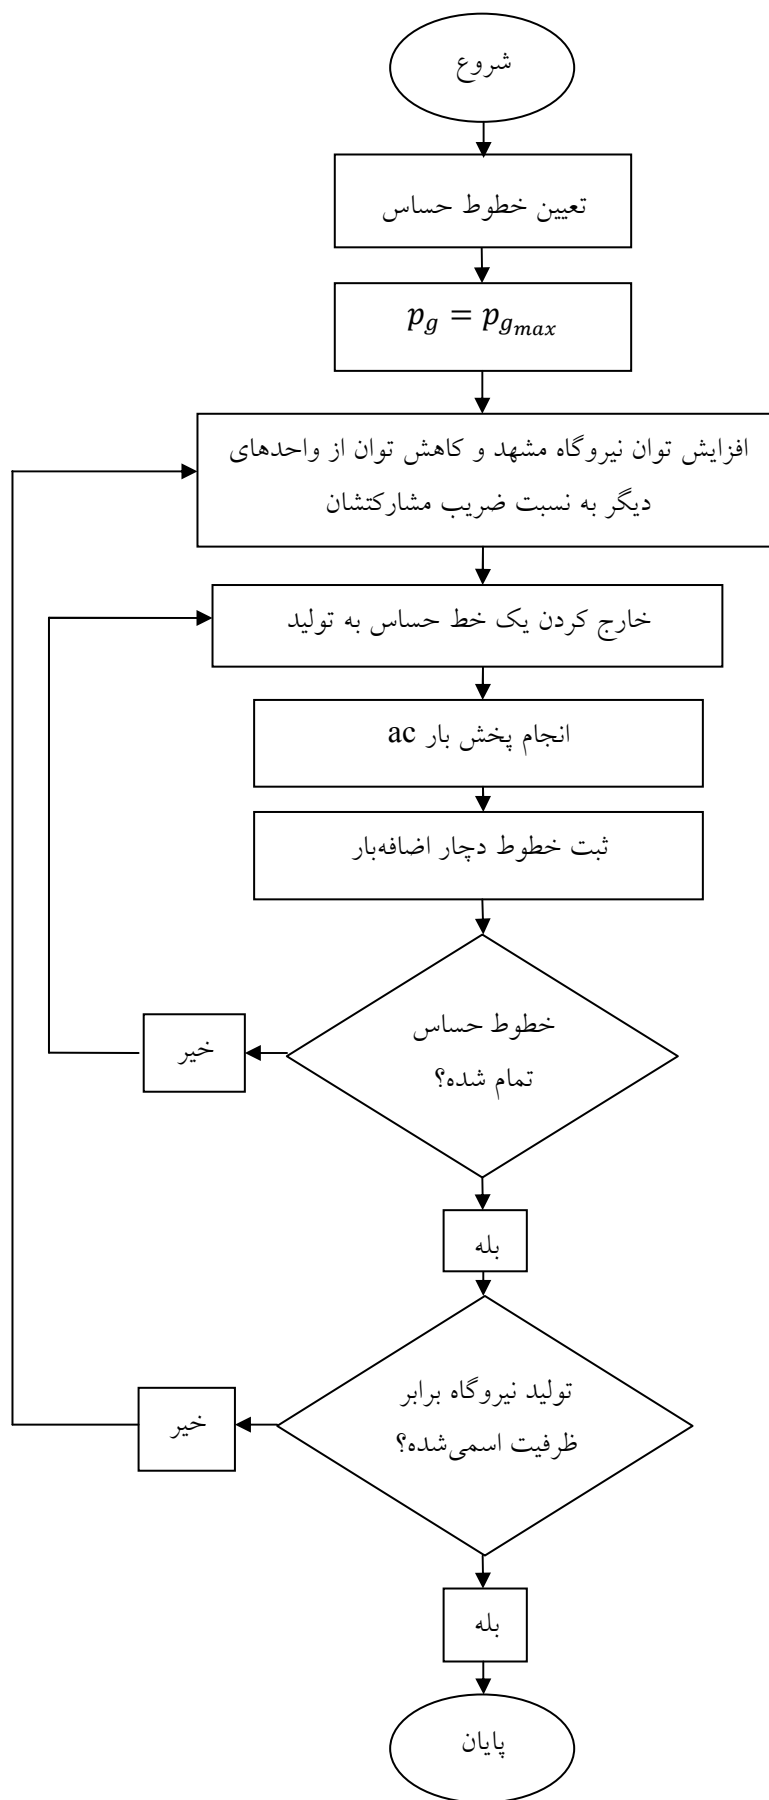 شروع
تعیین خطوط حساس
$p_g = p_{g_{max}}$
افزایش توان نیروگاه مشهد و کاهش توان از واحدهای
دیگر به نسبت ضریب مشارکتشان
خارج کردن یک خط حساس به تولید
انجام پخش بار ac
ثبت خطوط دچار اضافه‌بار
خطوط حساس
تمام شده؟
خیر
بله
تولید نیروگاه برابر
ظرفیت اسمی‌شده؟
خیر
بله
پایان